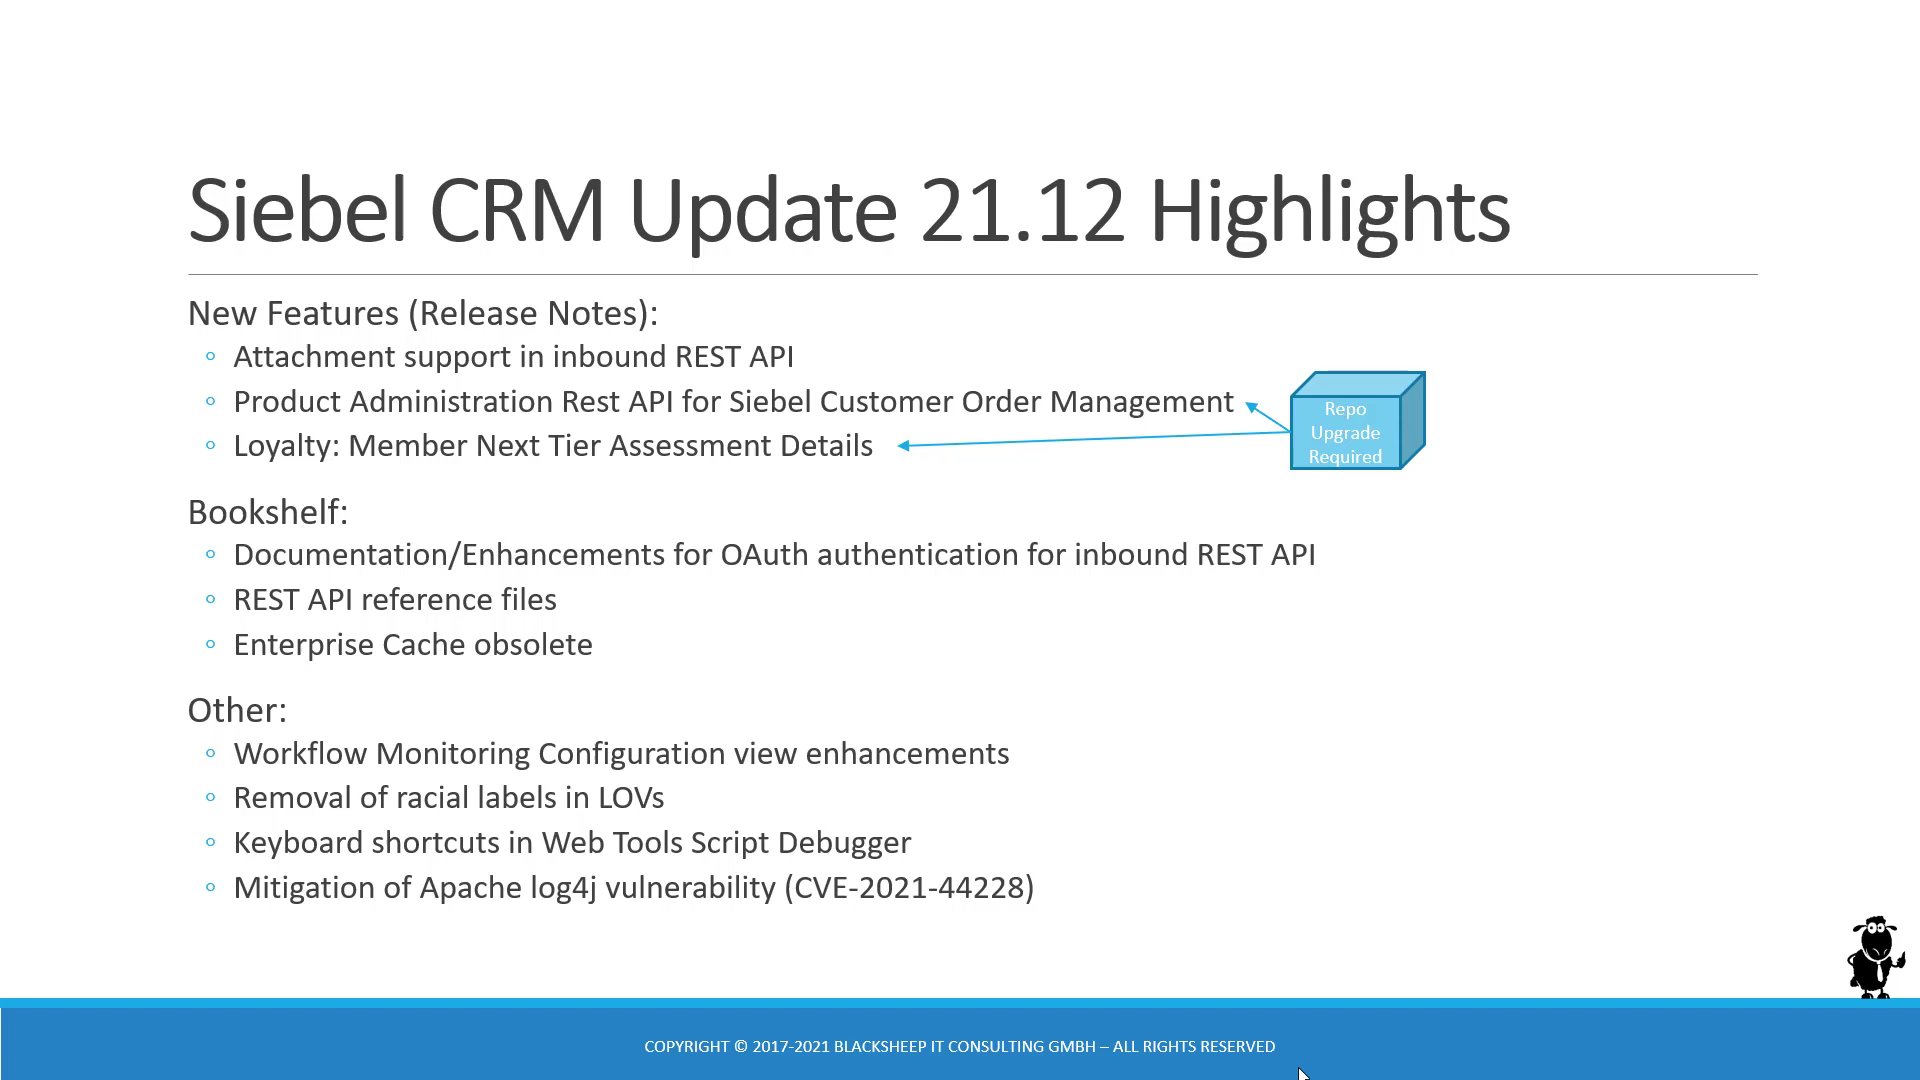 Siebel CRM Update 21.12 Highlights
New Features (Release Notes):
Attachment support in inbound REST API
Product Administration Rest API for Siebel Customer Order Management
Loyalty: Member Next Tier Assessment Details
Repo
Upgrade
Required
Bookshelf:
Documentation/Enhancements for OAuth authentication for inbound REST API
REST API reference files
Enterprise Cache obsolete
Other:
Workflow Monitoring Configuration view enhancements
Removal of racial labels in LOVs
Keyboard shortcuts in Web Tools Script Debugger
Mitigation of Apache log4j vulnerability (CVE-2021-44228)
COPYRIGHT © 2017-2021 BLACKSHEEP IT CONSULTING GMBH – ALL RIGHTS RESERVED